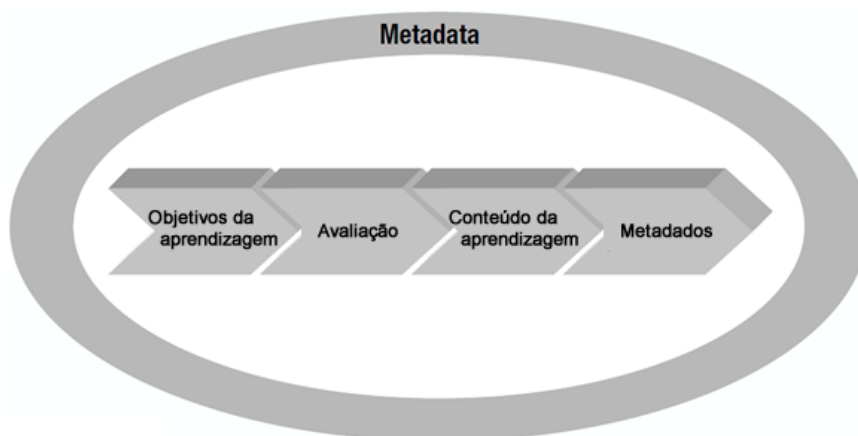 Metadata
Objetivos da
aprendizagem
Avaliação
Conteúdo da
aprendizagem
Metadados